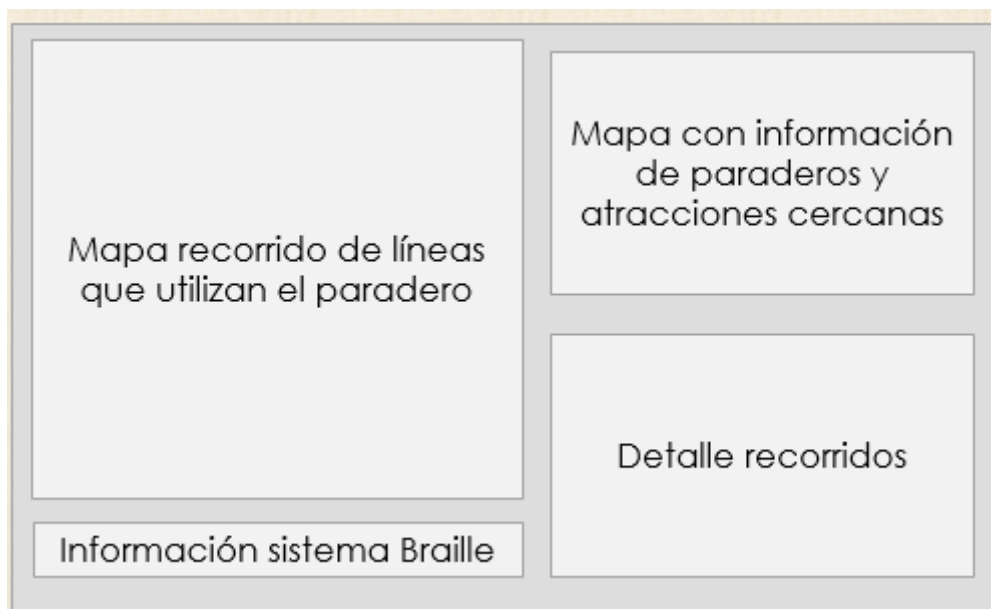 Mapa recorrido de líneas
que utilizan el paradero
Información sistema Braille
Mapa con información
de paraderos y
atracciones cercanas
Detalle recorridos